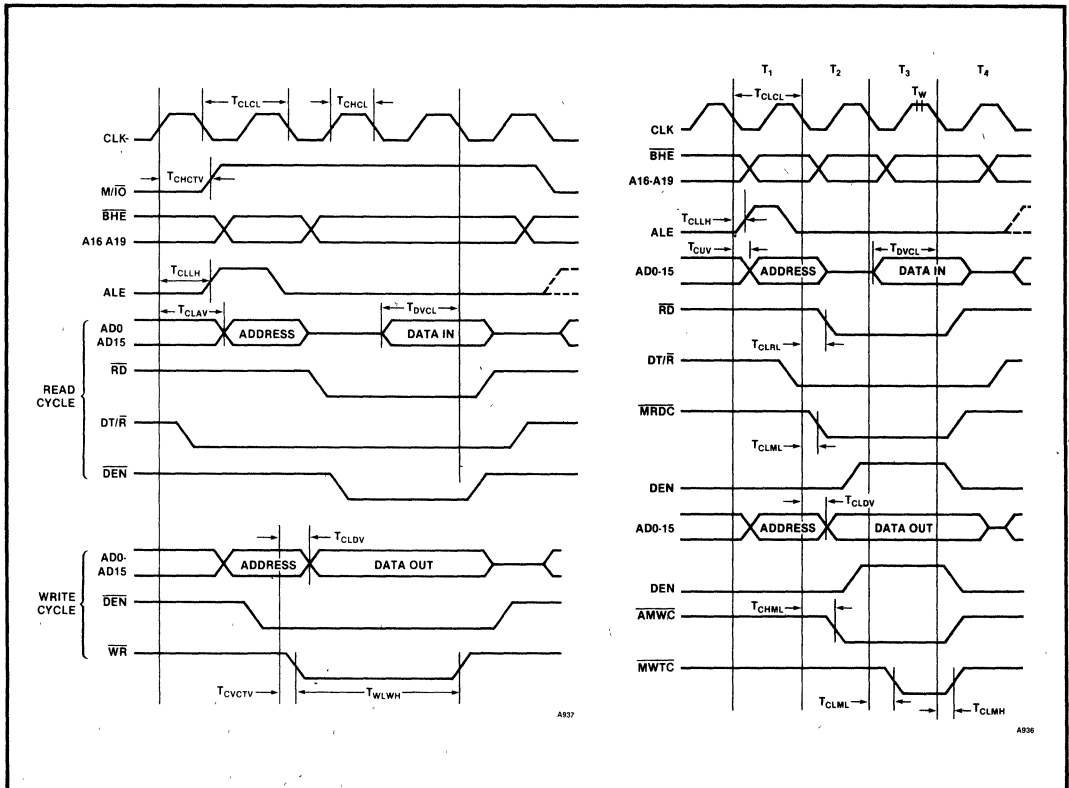 TCLCL
TCHCL
CLK
TCHCTV
M/IO
BHE
A16 A19
TCLLH
ALE
TCLAV
TDVCL
AD0
AD15
ADDRESS
DATA IN
RD
READ
CYCLE
DT/R
DEN
TCLDV
AD0-
AD15
ADDRESS
DATA OUT
WRITE
CYCLE
DEN
WR
TCVCTV
TWLWH
A937
T1 T2 T3 T4
TCLCL
TW
CLK
BHE
A16-A19
TCLLH
ALE
TCUV
TDVCL
AD0-15
ADDRESS
DATA IN
RD
TCLRL
DT/R
MRDC
TCLML
DEN
TCLDV
AD0-15
ADDRESS
DATA OUT
DEN
TCHML
AMWC
MWTC
TCLML
TCLMH
A936